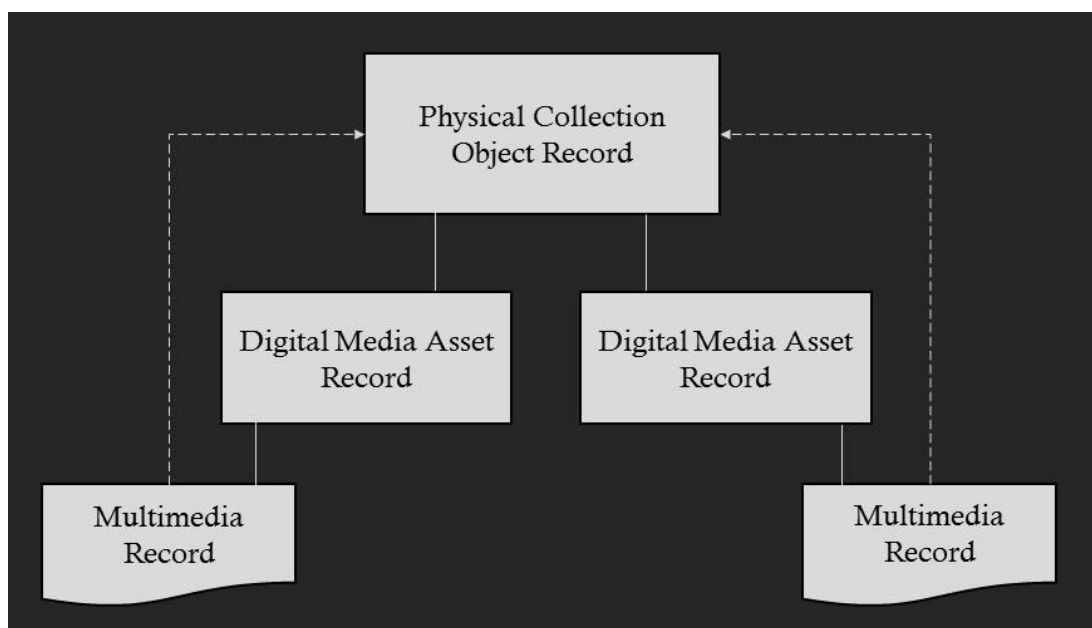 Physical Collection
Object Record
Digital Media Asset
Record
Digital Media Asset
Record
Multimedia
Record
Multimedia
Record